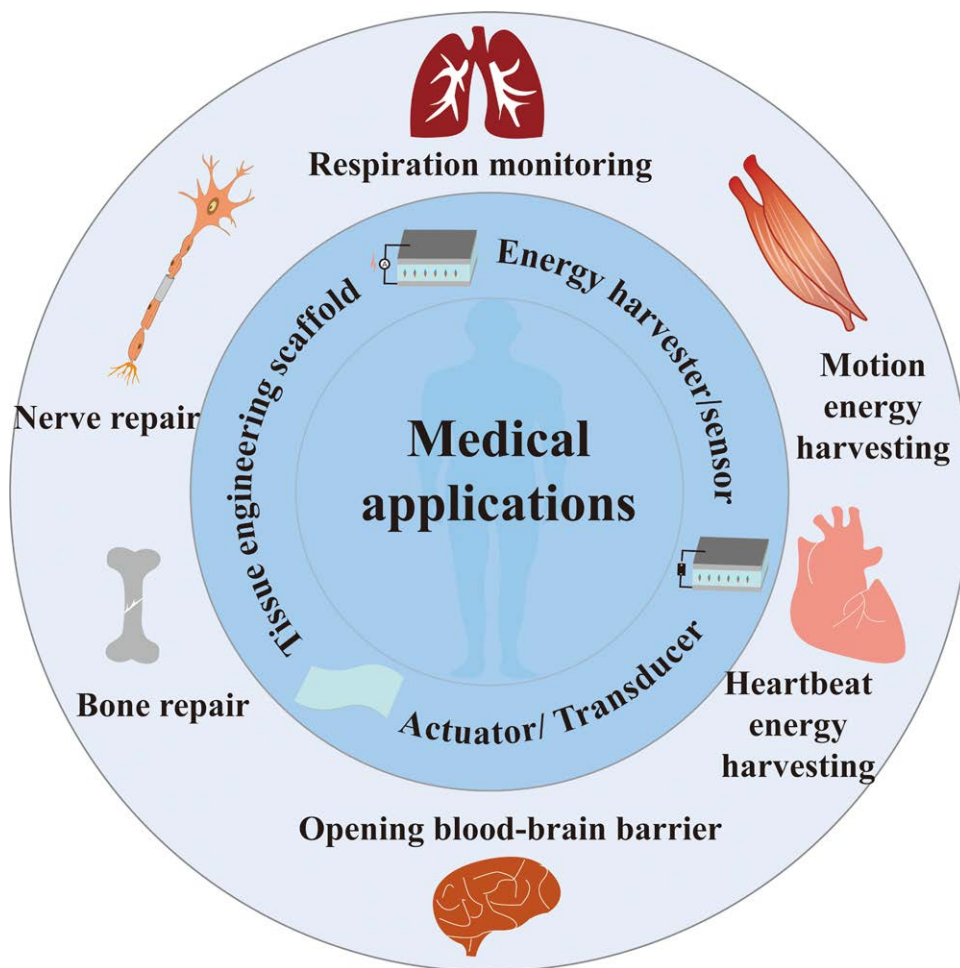 Respiration monitoring
Energy harvester/sensor
Tissue engineering scaffold
Motion
energy
harvesting
Nerve repair
Medical
applications
Bone repair
Heartbeat
energy
harvesting
Actuator/ Transducer
Opening blood-brain barrier